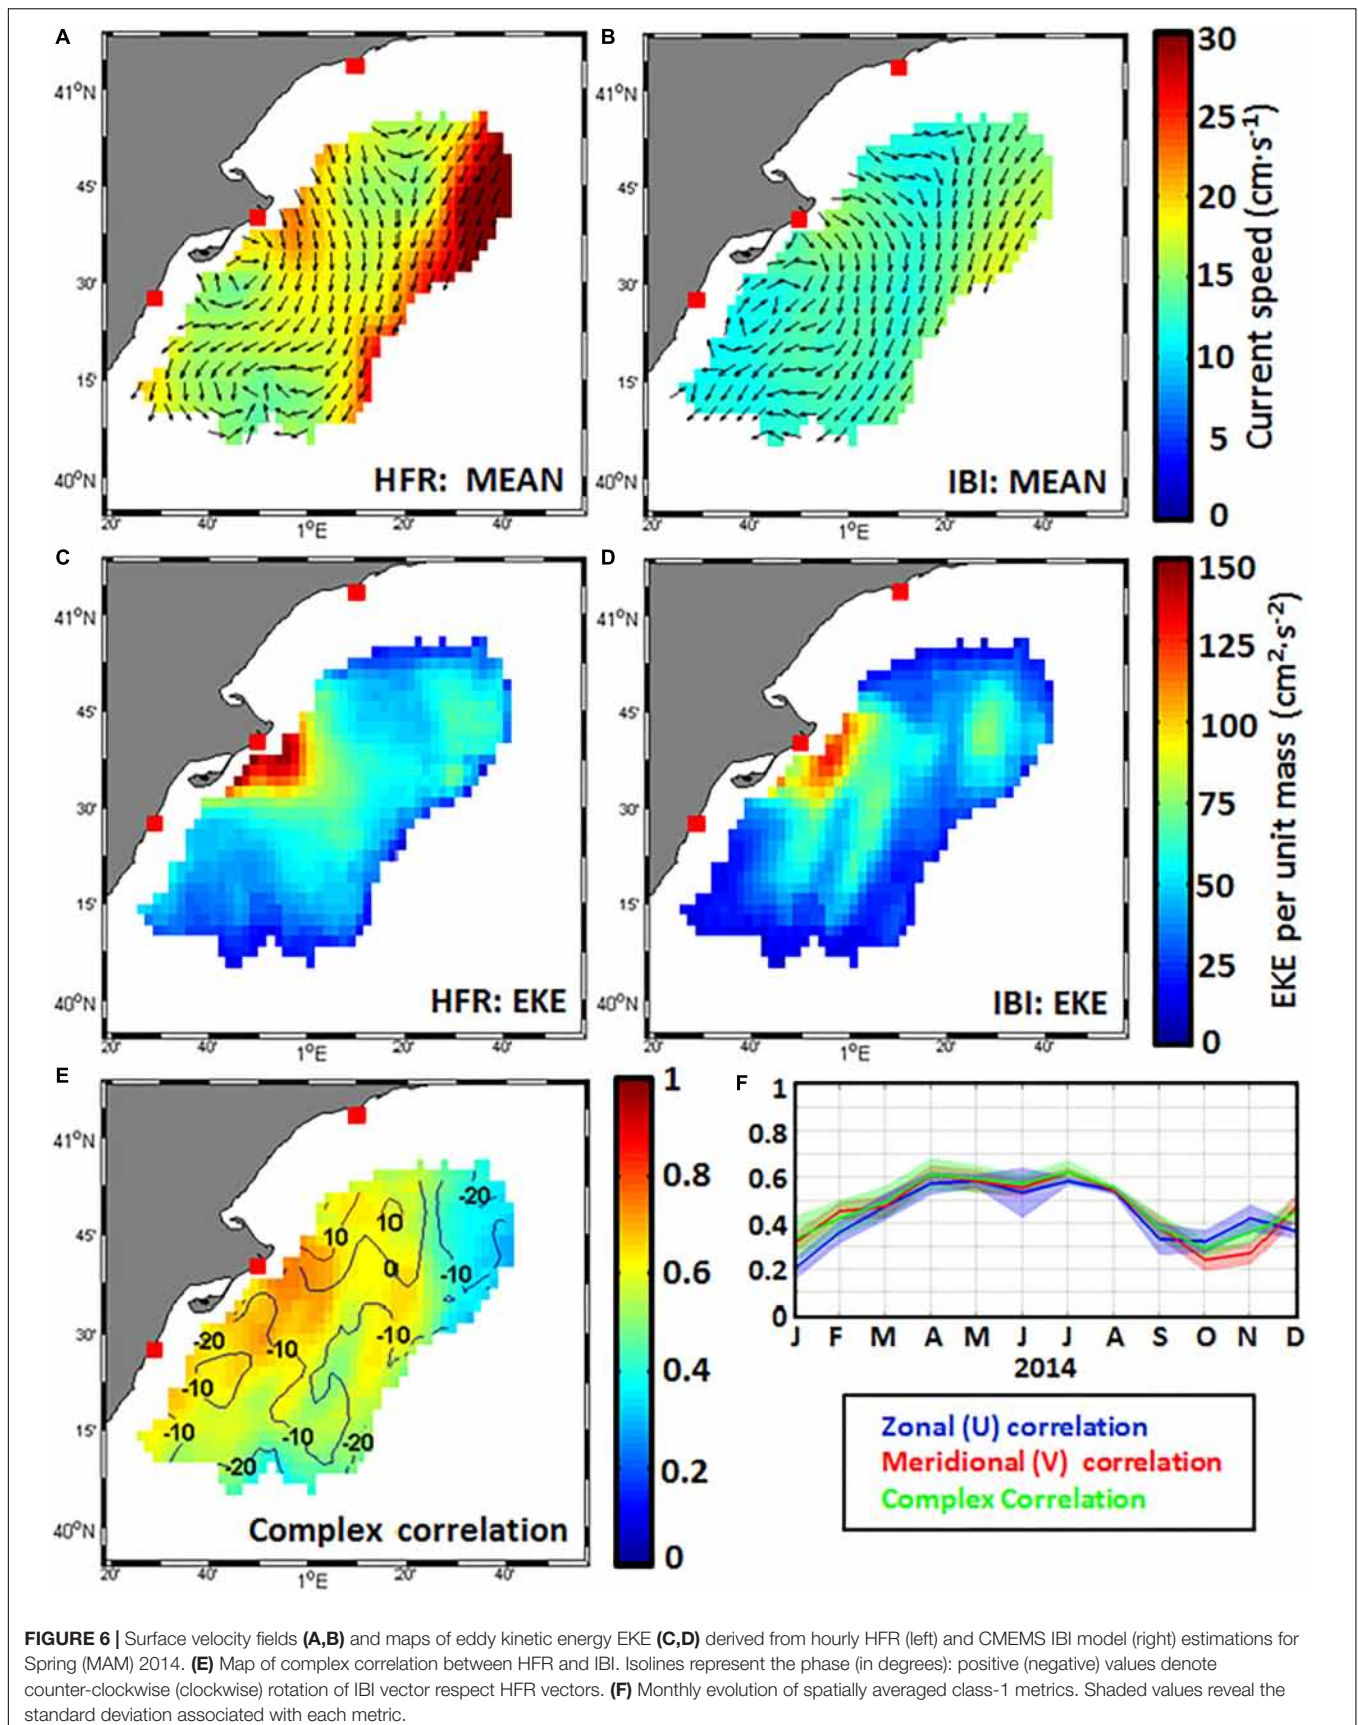 A
B
41°N
45'
30'
15'
40°N
20'
40'
1°E
20'
40'
HFR: MEAN
41°N
45'
30'
15'
40°N
20'
40'
1°E
20'
40'
IBI: MEAN
30
25
20
15
10
5
0
Current speed (cm·s-1)
C
D
41°N
45'
30'
15'
40°N
20'
40'
1°E
20'
40'
HFR: EKE
41°N
45'
30'
15'
40°N
20'
40'
1°E
20'
40'
IBI: EKE
150
125
100
75
50
25
0
EKE per unit mass (cm2·s-2)
E
41°N
45'
30'
15'
40°N
20'
40'
1°E
20'
40'
-20
10
10
0
-10
-20
-10
-10
-10
-10
-10
-20
-20
Complex correlation
1
0.8
0.6
0.4
0.2
0
F
1
0.8
0.6
0.4
0.2
0
J F M A M J J A S O N D
2014
Zonal (U) correlation
Meridional (V) correlation
Complex Correlation
FIGURE 6 | Surface velocity fields (A,B) and maps of eddy kinetic energy EKE (C,D) derived from hourly HFR (left) and CMEMS IBI model (right) estimations for
Spring (MAM) 2014. (E) Map of complex correlation between HFR and IBI. Isolines represent the phase (in degrees): positive (negative) values denote
counter-clockwise (clockwise) rotation of IBI vector respect HFR vectors. (F) Monthly evolution of spatially averaged class-1 metrics. Shaded values reveal the
standard deviation associated with each metric.